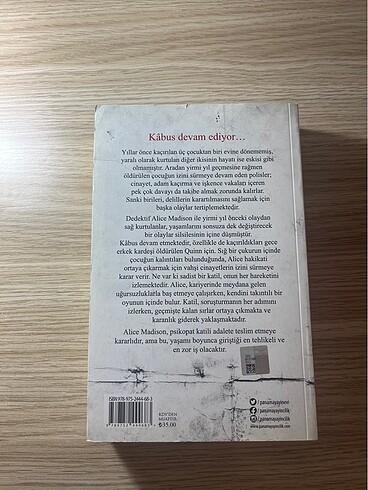 Kâbus devam ediyor…
Yıllar önce kaçırılan üç çocuktan biri evine dönememiş,
yaralı olarak kurtulan diğer ikisinin hayatı ise eskisi gibi
olmamıştır. Aradan yirmi yıl geçmesine rağmen
öldürülen çocuğun izini sürmeye devam eden polisler;
cinayet, adam kaçırma ve işkence vakaları içeren
pek çok davayı da takibe almak zorunda kalırlar.
Sanki birileri, delillerin karartılmasını sağlamak için
başka olaylar tertiplemektedir.
Dedektif Alice Madison ile yirmi yıl önceki olaydan
sağ kurtulanlar, yaşamlarını sonsuza dek değiştirecek
bir olaylar silsilesinin içine düşmüştür.
Kâbus devam etmektedir, özellikle de kaçırıldıkları gece
erkek kardeşi öldürülen Quinn için. Sığ bir çukurun içinde
çocuğun kalıntıları bulunduğunda, Alice hakikati
ortaya çıkarmak için vahşi cinayetlerin izini sürmeye
karar verir. Ne var ki sadist bir katil, onun her hareketini
izlemektedir. Alice, kariyerinde meydana gelen
uğursuzluklarla baş etmeye çalışırken, kendini takıntılı bir
oyunun içinde bulur. Katil, soruşturmanın her adımını
izlerken, geçmişte kalan sırlar ortaya çıkmakta ve
karanlık giderek yaklaşmaktadır.
Alice Madison, psikopat katili adalete teslim etmeye
kararlıdır, ama bu, yaşamı boyunca giriştiği en tehlikeli ve
en zor iş olacaktır.
ISBN 978-975-2444-68-3
KDV'DEN
MUAFTIR
₺35.00
/panamayayinevi
/panamayayincilik
/panamayayincilik
www.panamayayincilik.com